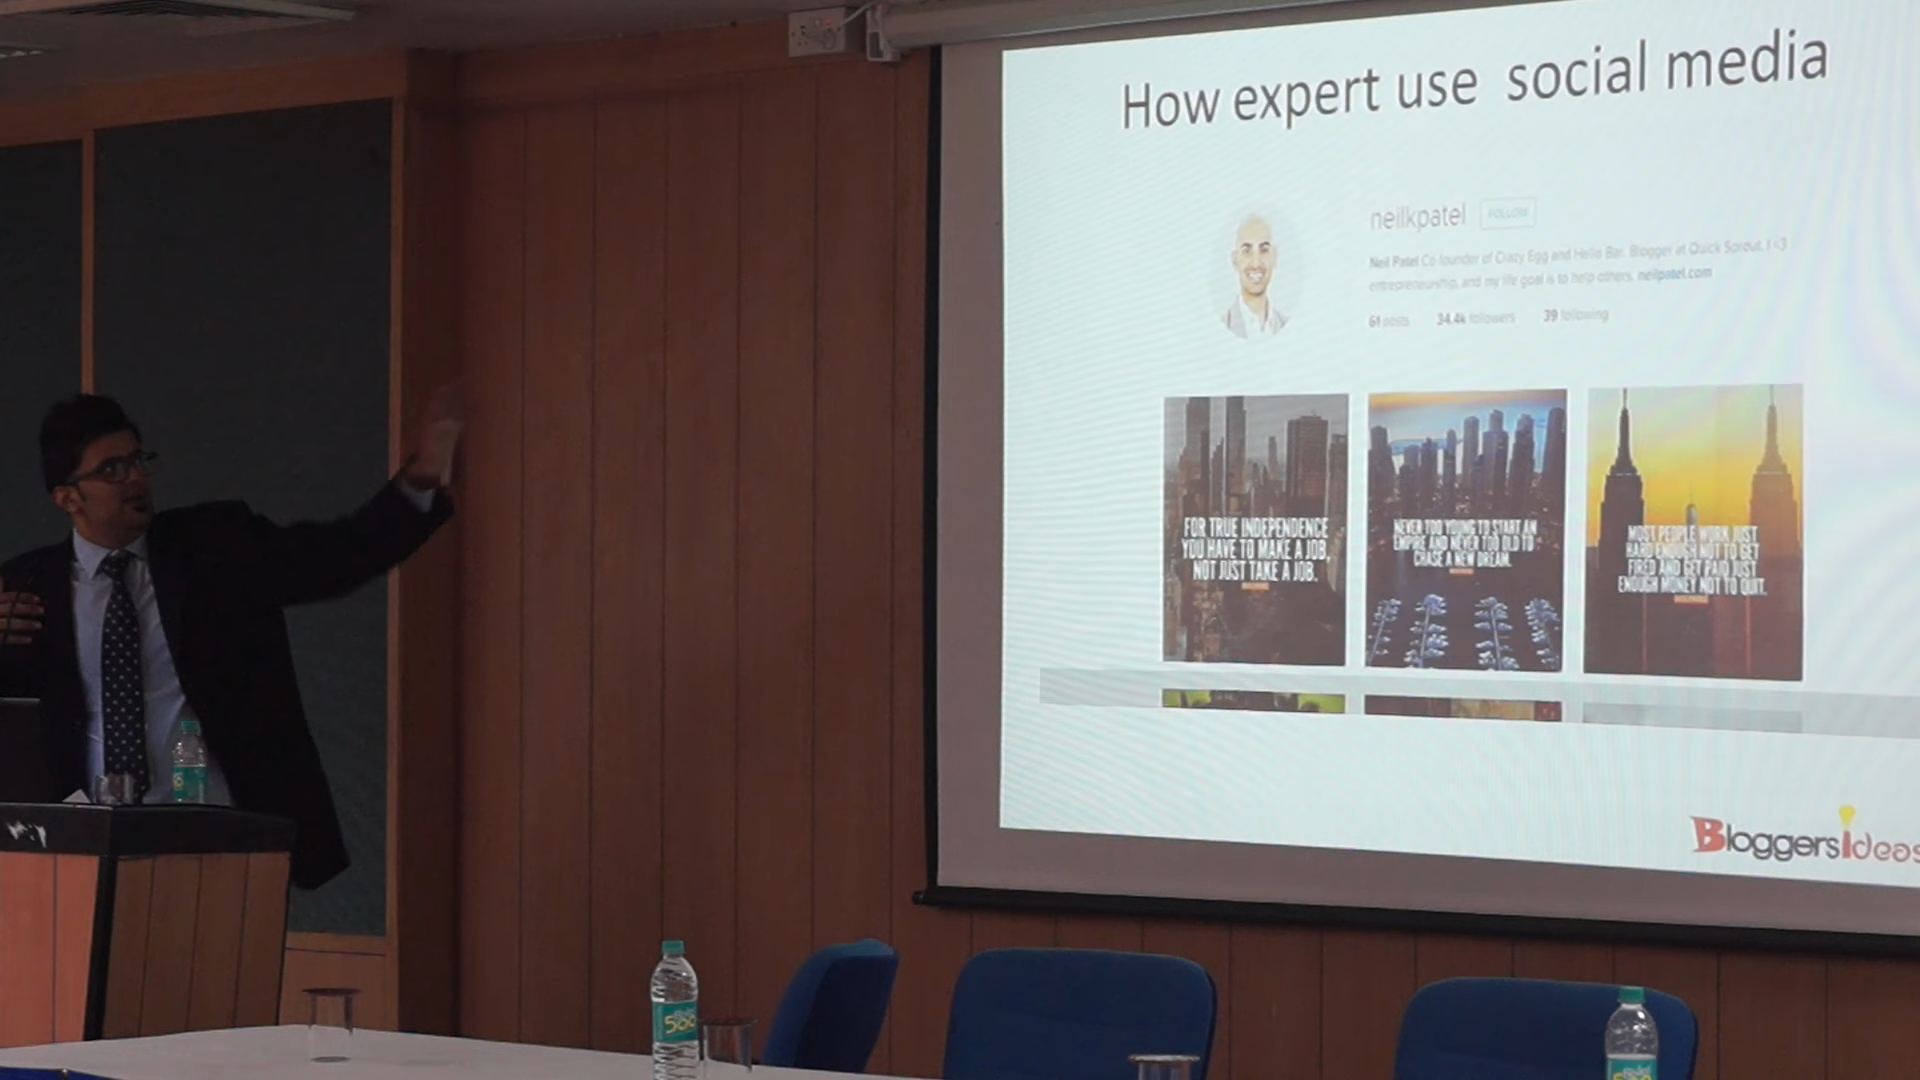 How expert use social media
neilkpatel FOLLOW
Neil Patel Co-founder of Crazy Egg and Hello Bar. Blogger at Quick Sprout. I <3
entrepreneurship, and my life goal is to help others. neilpatel.com
61 posts 34.4k followers 39 following
FOR TRUE INDEPENDENCE
YOU HAVE TO MAKE A JOB,
NOT JUST TAKE A JOB.
NEVER TOO YOUNG TO START AN
EMPIRE AND NEVER TOO OLD TO
CHASE A NEW DREAM.
MOST PEOPLE WORK JUST
HARD ENOUGH NOT TO GET
FIRED AND GET PAID JUST
ENOUGH MONEY NOT TO QUIT.
BloggersIdeas
500